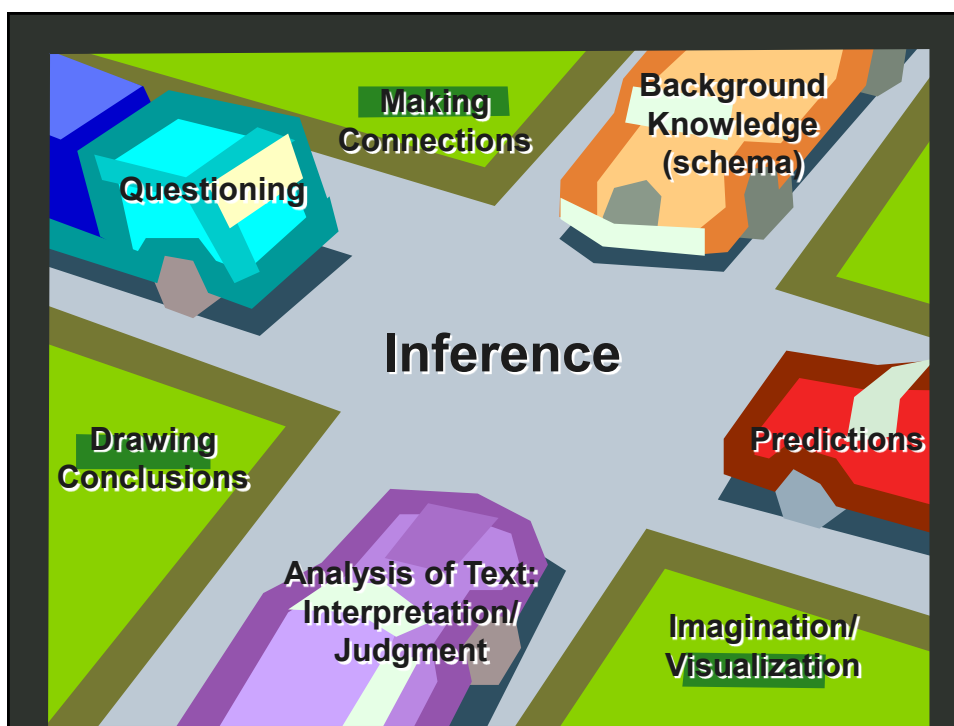 Making
Connections
Background
Knowledge
(schema)
Questioning
Inference
Drawing
Conclusions
Predictions
Analysis of Text:
Interpretation/
Judgment
Imagination/
Visualization